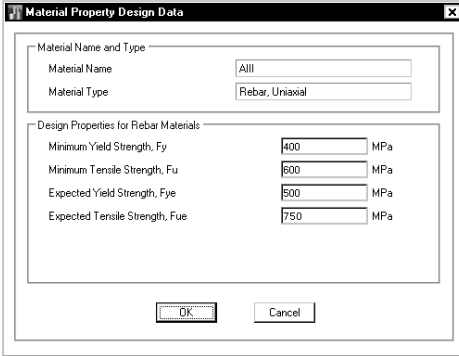 Material Property Design Data
Material Name and Type
Material Name AIII
Material Type Rebar, Uniaxial
Design Properties for Rebar Materials
Minimum Yield Strength, Fy 400 MPa
Minimum Tensile Strength, Fu 600 MPa
Expected Yield Strength, Fye 500 MPa
Expected Tensile Strength, Fue 750 MPa
OK Cancel